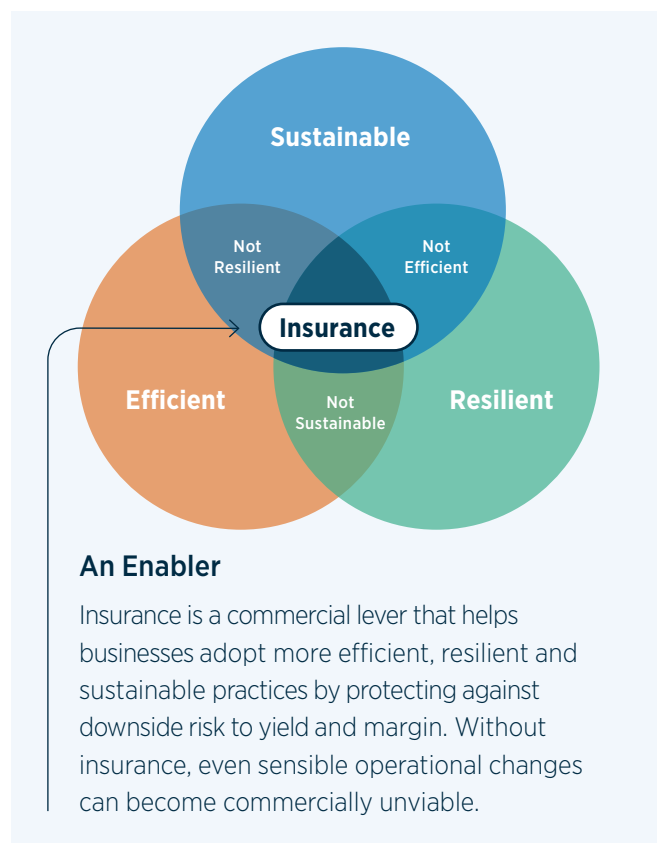 Sustainable
Not
Resilient
Not
Efficient
Insurance
Efficient
Resilient
Not
Sustainable
An Enabler
Insurance is a commercial lever that helps
businesses adopt more efficient, resilient and
sustainable practices by protecting against
downside risk to yield and margin. Without
insurance, even sensible operational changes
can become commercially unviable.